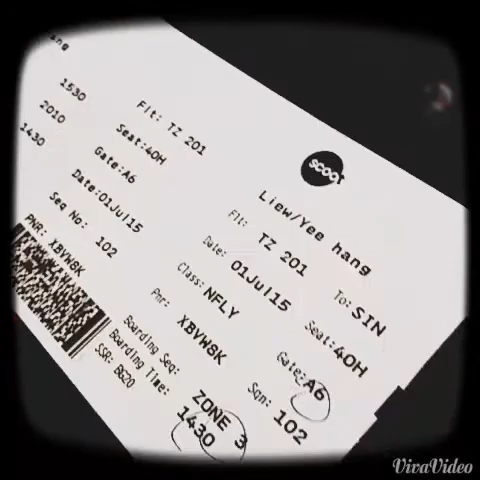 ang
1530
2010
1430
Flt: TZ 201
Seat:40H
Gate:A6
Date:01Jul15
Seq No: 102
PNR: XBVW8K
scoot
Liew/Yee hang
Flt: TZ 201 To: SIN
Date: 01Jul15 Seat: 40H
Class: NFLY Gate: A6
Pnr: XBVW8K Sqn: 102
Boarding Seq: ZONE 3
Boarding Time: 1430
SSR: BG20
VivaVideo